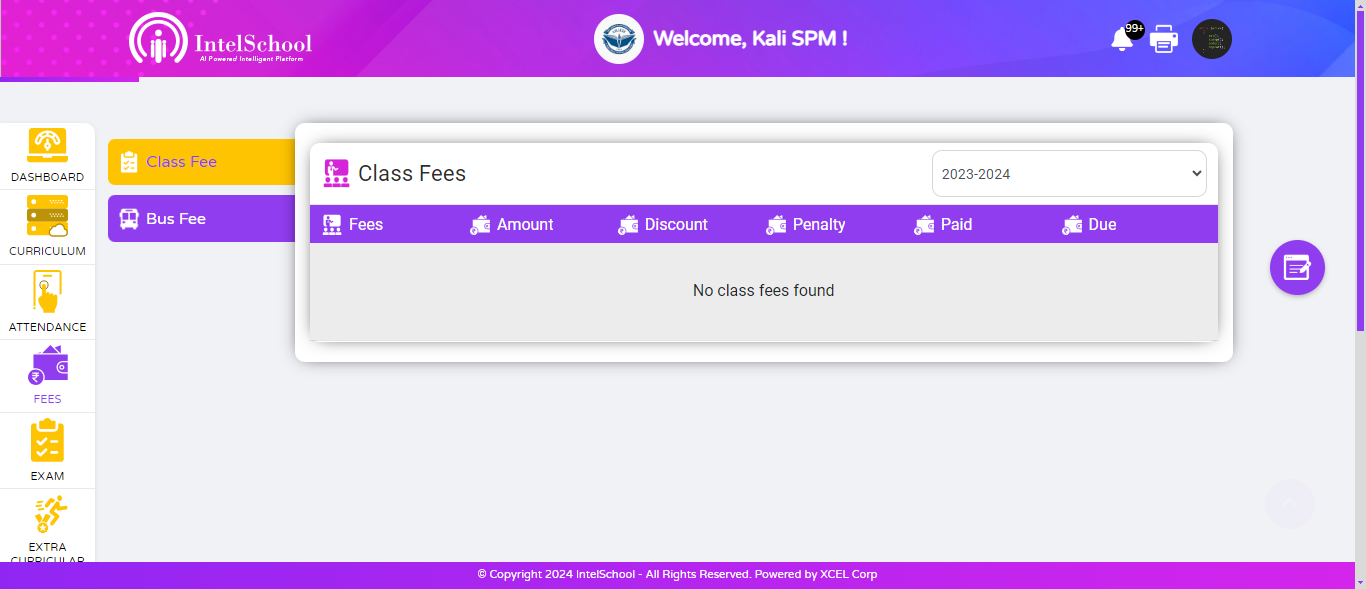 IntelSchool
AI Powered Intelligent Platform
Welcome, Kali SPM !
99+
DASHBOARD
CURRICULUM
ATTENDANCE
FEES
EXAM
EXTRA
CURRICULAR
Class Fee
Bus Fee
Class Fees
2023-2024
Fees Amount Discount Penalty Paid Due
No class fees found
© Copyright 2024 IntelSchool - All Rights Reserved. Powered by XCEL Corp